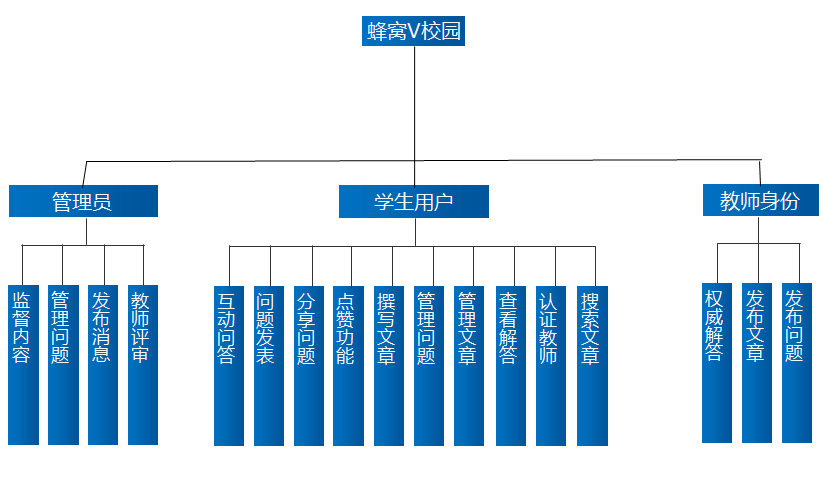 蜂窝V校园
管理员
学生用户
教师身份
监督内容
管理问题
发布消息
教师评审
互动问答
问题发表
分享问题
点赞功能
撰写文章
管理问题
管理文章
查看解答
认证教师
搜索文章
权威解答
发布文章
发布问题